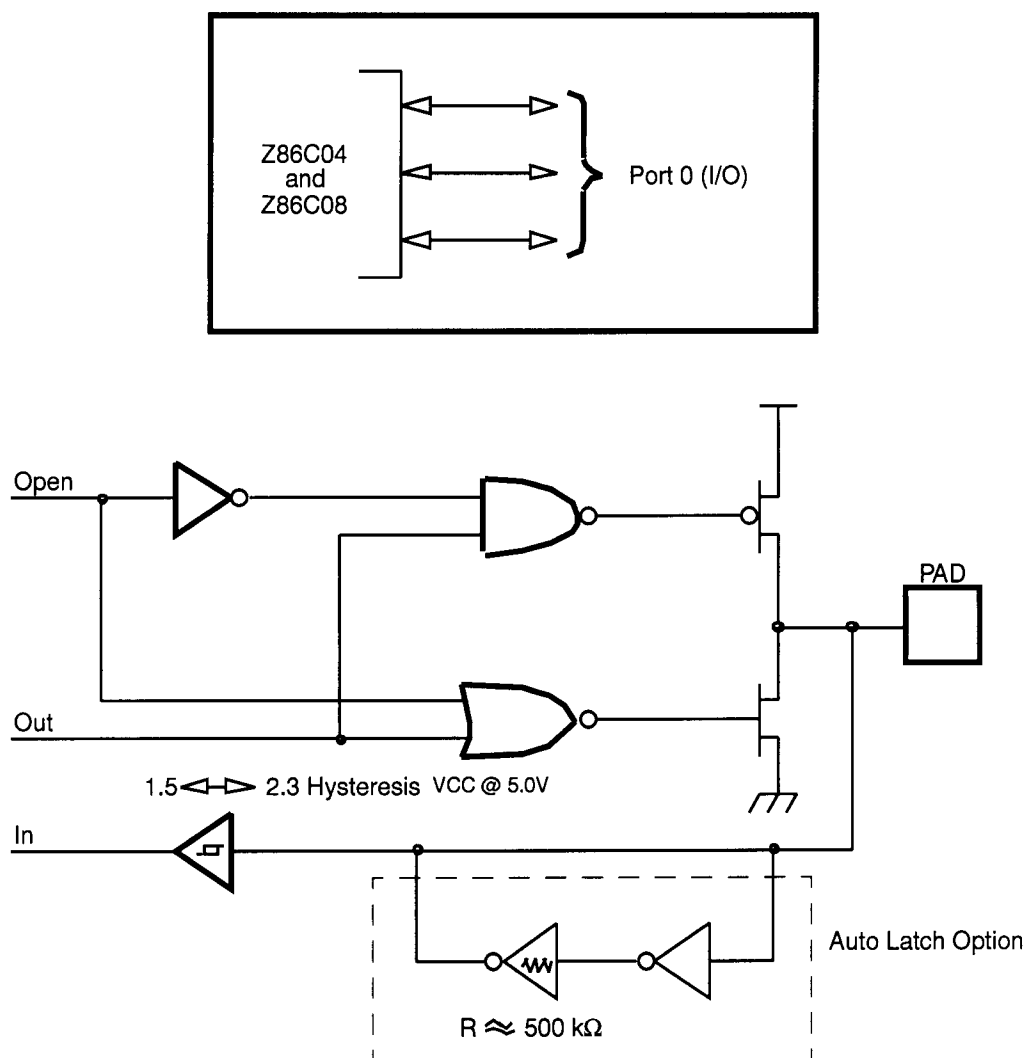 Z86C04
and
Z86C08
Port 0 (I/O)
Open
PAD
Out
1.5 2.3 Hysteresis VCC @ 5.0V
In
Auto Latch Option
R ≈ 500 kΩ